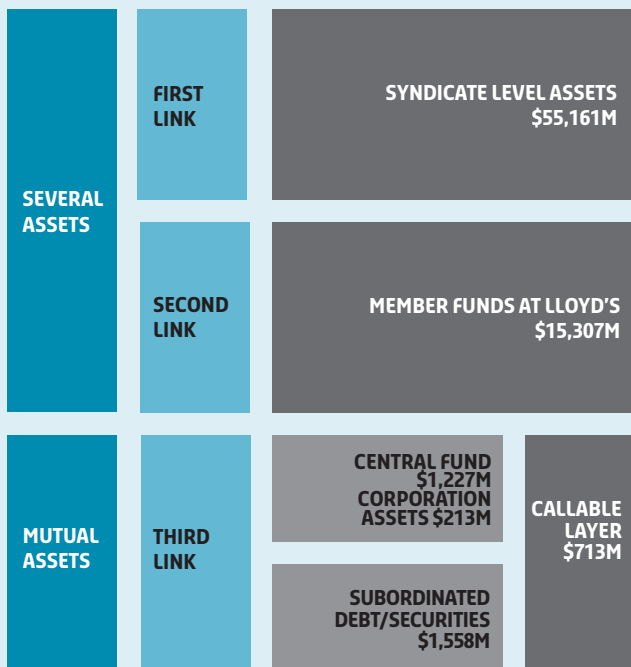 SEVERAL
ASSETS
FIRST
LINK
SYNDICATE LEVEL ASSETS
$55,161M
SECOND
LINK
MEMBER FUNDS AT LLOYD'S
$15,307M
MUTUAL
ASSETS
THIRD
LINK
CENTRAL FUND
$1,227M
CORPORATION
ASSETS $213M
SUBORDINATED
DEBT/SECURITIES
$1,558M
CALLABLE
LAYER
$713M